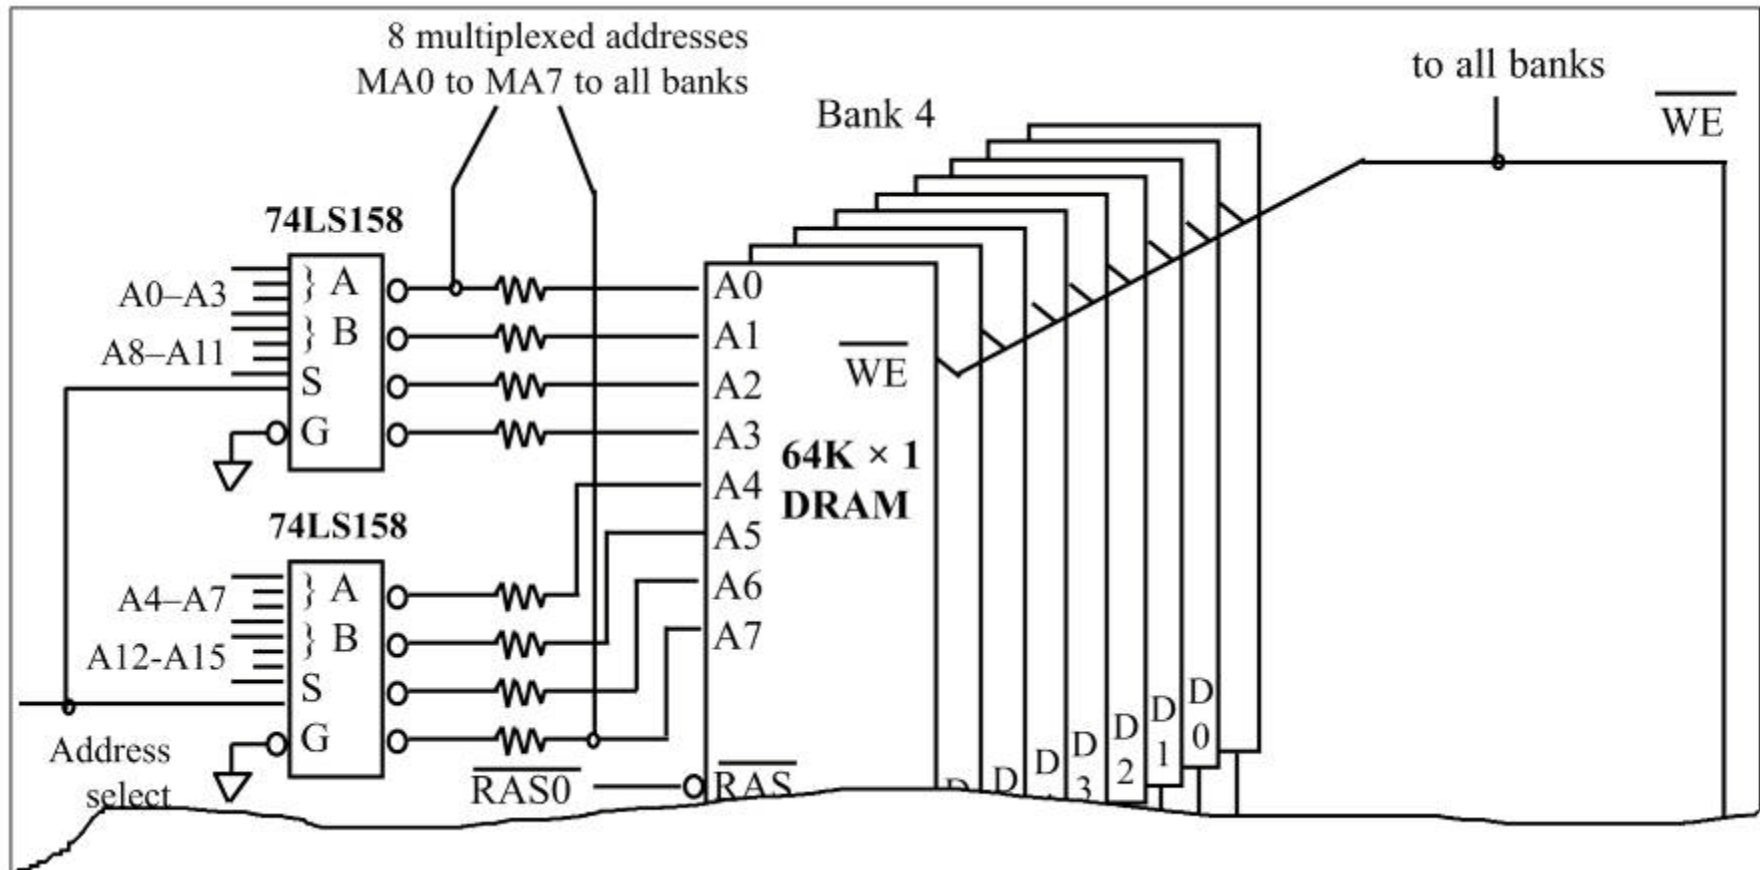 8 multiplexed addresses
MA0 to MA7 to all banks
to all banks
WE
Bank 4
74LS158
A0–A3
A8–A11
A
B
S
G
A0
A1
A2
A3
A4
A5
A6
A7
WE
64K × 1
DRAM
74LS158
A4–A7
A12-A15
A
B
S
G
Address
select
RAS0
RAS
D
D
D
D
3
D
2
D
1
D
0